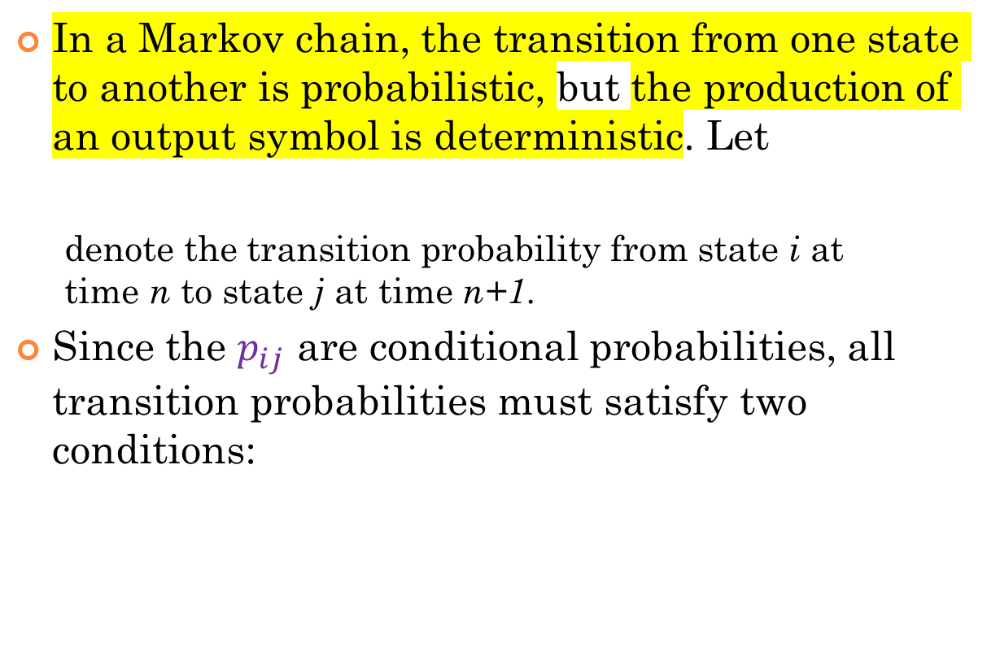 In a Markov chain, the transition from one state
to another is probabilistic, but the production of
an output symbol is deterministic. Let
denote the transition probability from state i at
time n to state j at time n+1.
Since the p_{ij} are conditional probabilities, all
transition probabilities must satisfy two
conditions: